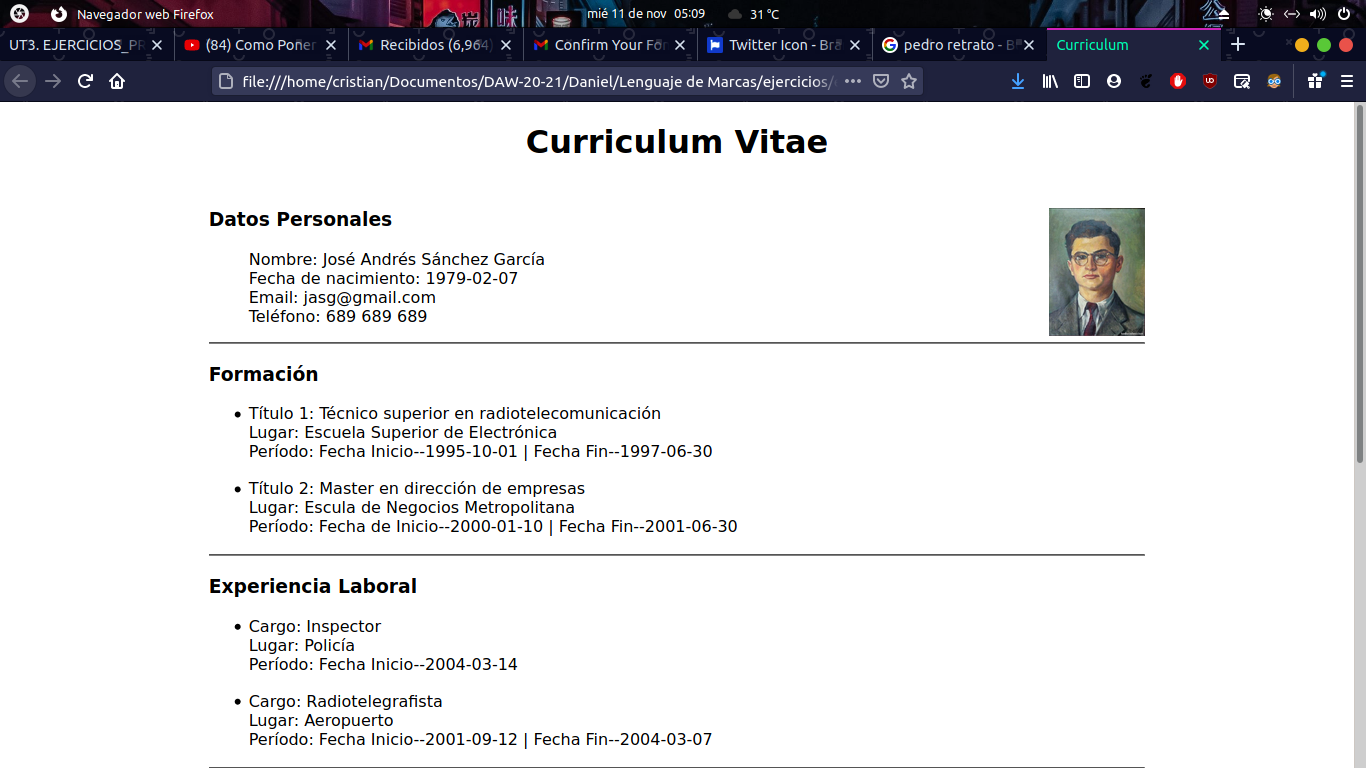 Navegador web Firefox
mié 11 de nov 05:09
31 °C
UT3. EJERCICIOS_PR
(84) Como Poner
Recibidos (6,964)
Confirm Your For
Twitter Icon - Bra
pedro retrato - B
Curriculum
file:///home/cristian/Documentos/DAW-20-21/Daniel/Lenguaje de Marcas/ejercicios/
Curriculum Vitae
Datos Personales
Nombre: José Andrés Sánchez García
Fecha de nacimiento: 1979-02-07
Email: jasg@gmail.com
Teléfono: 689 689 689
Formación
Título 1: Técnico superior en radiotelecomunicación
Lugar: Escuela Superior de Electrónica
Período: Fecha Inicio--1995-10-01 | Fecha Fin--1997-06-30
Título 2: Master en dirección de empresas
Lugar: Escula de Negocios Metropolitana
Período: Fecha de Inicio--2000-01-10 | Fecha Fin--2001-06-30
Experiencia Laboral
Cargo: Inspector
Lugar: Policía
Período: Fecha Inicio--2004-03-14
Cargo: Radiotelegrafista
Lugar: Aeropuerto
Período: Fecha Inicio--2001-09-12 | Fecha Fin--2004-03-07